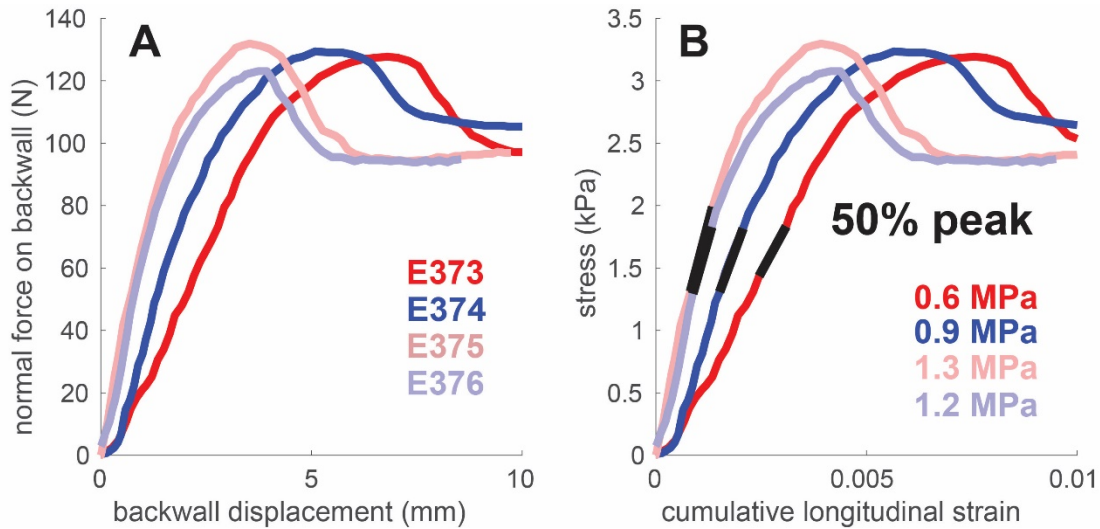 A
normal force on backwall (N)
140
120
100
80
60
40
20
0
E373
E374
E375
E376
0
5
10
backwall displacement (mm)
B
stress (kPa)
3.5
3
2.5
2
1.5
1
0.5
0
50% peak
0.6 MPa
0.9 MPa
1.3 MPa
1.2 MPa
0
0.005
0.01
cumulative longitudinal strain